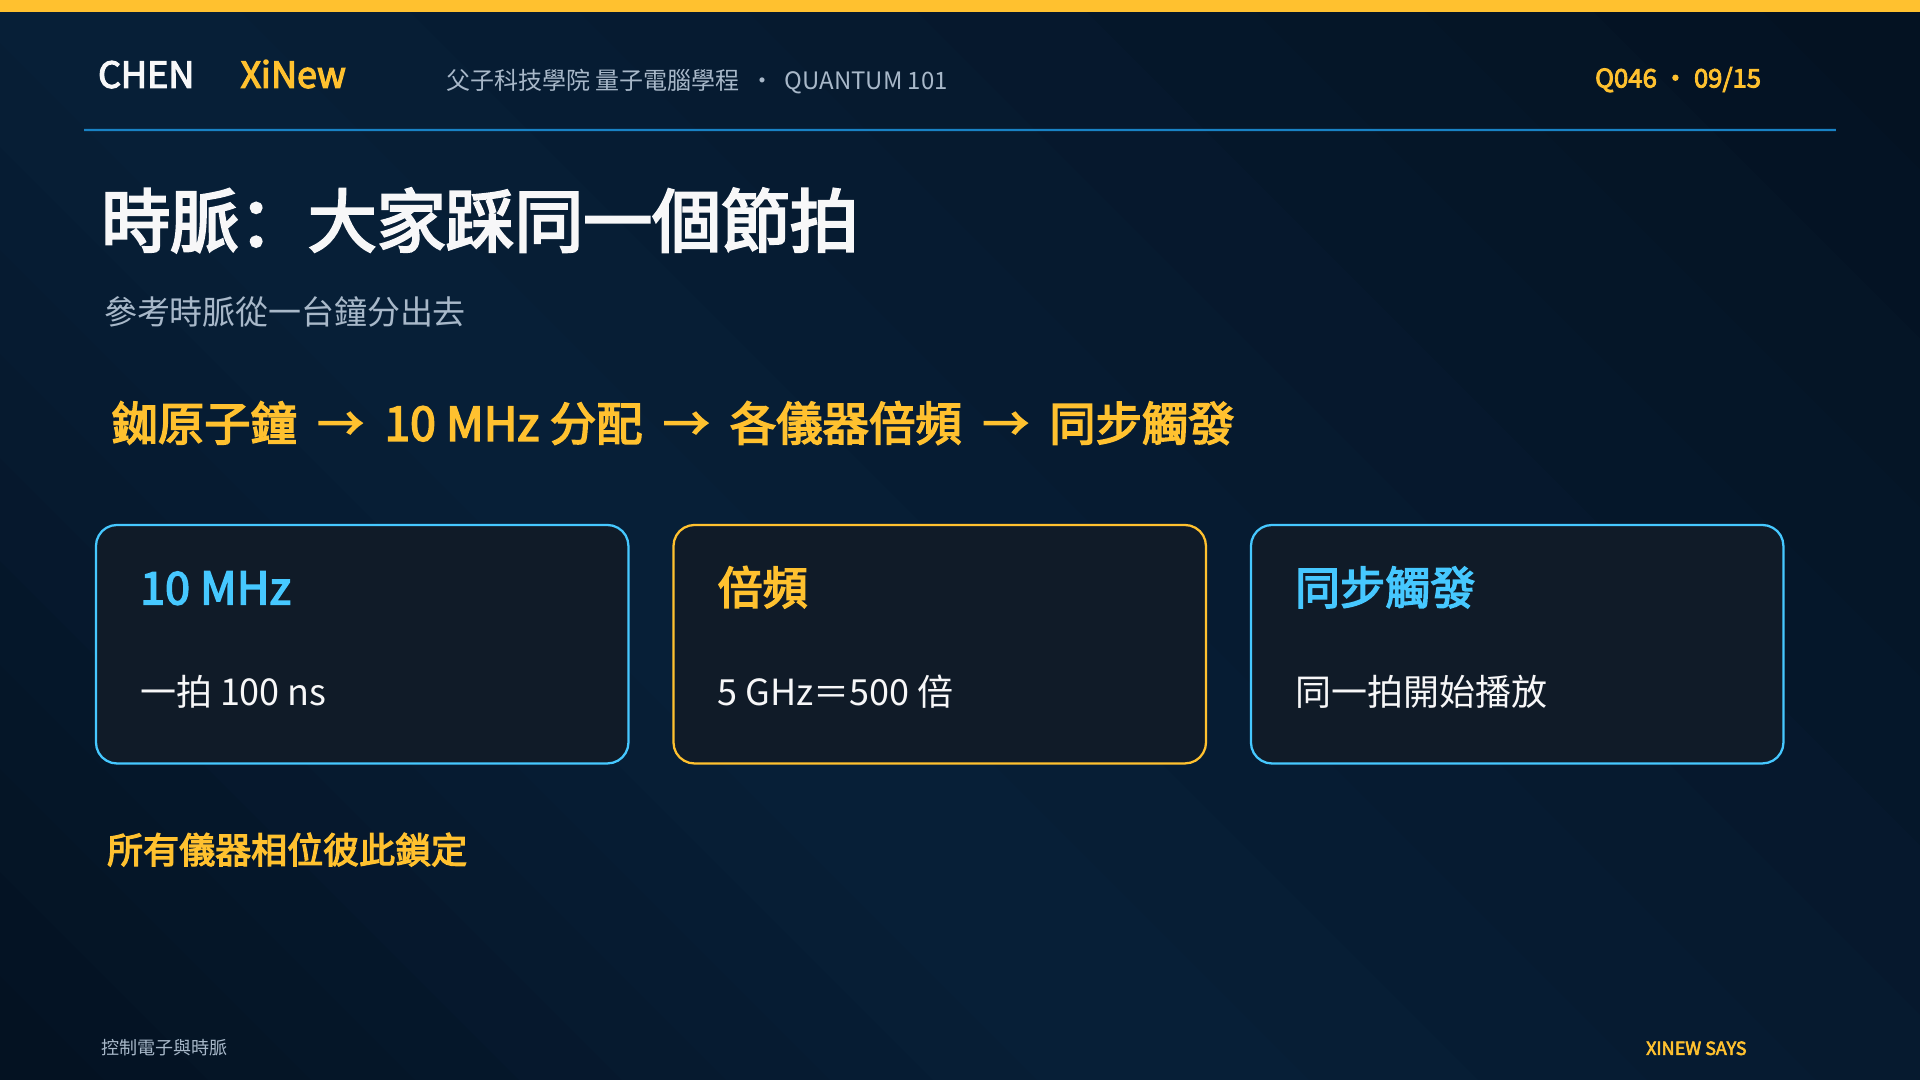 CHEN XiNew 父子科技學院 量子電腦學程 ・ QUANTUM 101 Q046 ・ 09/15
時脈：大家踩同一個節拍
參考時脈從一台鐘分出去
銣原子鐘 → 10 MHz 分配 → 各儀器倍頻 → 同步觸發
10 MHz
一拍 100 ns
倍頻
5 GHz＝500 倍
同步觸發
同一拍開始播放
所有儀器相位彼此鎖定
控制電子與時脈
XINEW SAYS